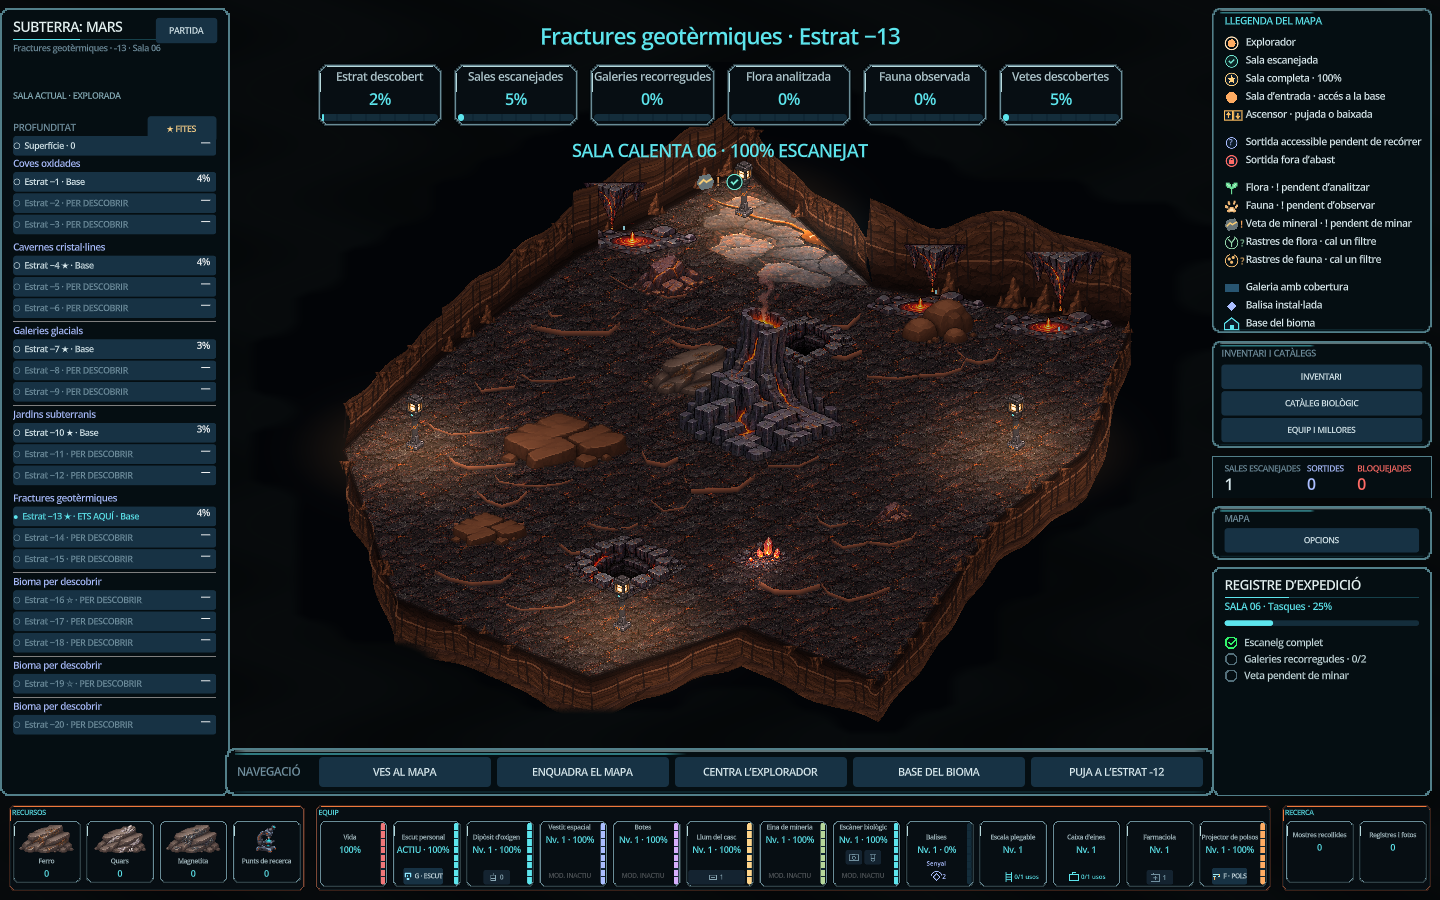 SUBTERRA: MARS
PARTIDA
Fractures geotèrmiques · -13 · Sala 06
SALA ACTUAL · EXPLORADA
PROFUNDITAT
★ FITES
Superfície · 0 —
Coves oxidades
Estrat −1 · Base 4%
Estrat −2 · PER DESCOBRIR —
Estrat −3 · PER DESCOBRIR —
Cavernes cristal·lines
Estrat −4 ★ · Base 4%
Estrat −5 · PER DESCOBRIR —
Estrat −6 · PER DESCOBRIR —
Galeries glacials
Estrat −7 ★ · Base 3%
Estrat −8 · PER DESCOBRIR —
Estrat −9 · PER DESCOBRIR —
Jardins subterranis
Estrat −10 ★ · Base 3%
Estrat −11 · PER DESCOBRIR —
Estrat −12 · PER DESCOBRIR —
Fractures geotèrmiques
Estrat −13 ★ · ETS AQUÍ · Base 4%
Estrat −14 · PER DESCOBRIR —
Estrat −15 · PER DESCOBRIR —
Bioma per descobrir
Estrat −16 ☆ · PER DESCOBRIR —
Estrat −17 · PER DESCOBRIR —
Estrat −18 · PER DESCOBRIR —
Bioma per descobrir
Estrat −19 ☆ · PER DESCOBRIR —
Bioma per descobrir
Estrat −20 · PER DESCOBRIR —
Fractures geotèrmiques · Estrat −13
Estrat descobert
2%
Sales escanejades
5%
Galeries recorregudes
0%
Flora analitzada
0%
Fauna observada
0%
Vetes descobertes
5%
SALA CALENTA 06 · 100% ESCANEJAT
!
NAVEGACIÓ
VES AL MAPA
ENQUADRA EL MAPA
CENTRA L'EXPLORADOR
BASE DEL BIOMA
PUJA A L'ESTRAT -12
LLEGENDA DEL MAPA
Explorador
Sala escanejada
Sala completa · 100%
Sala d'entrada · accés a la base
Ascensor · pujada o baixada
Sortida accessible pendent de recórrer
Sortida fora d'abast
Flora · ! pendent d'analitzar
Fauna · ! pendent d'observar
! Veta de mineral · ! pendent de minar
? Rastres de flora · cal un filtre
? Rastres de fauna · cal un filtre
Galeria amb cobertura
Balisa instal·lada
Base del bioma
INVENTARI I CATÀLEGS
INVENTARI
CATÀLEG BIOLÒGIC
EQUIP I MILLORES
SALES ESCANEJADES SORTIDES BLOQUEJADES
1 0 0
MAPA
OPCIONS
REGISTRE D'EXPEDICIÓ
SALA 06 · Tasques · 25%
Escaneig complet
Galeries recorregudes · 0/2
Veta pendent de minar
RECURSOS
Ferro
0
Quars
0
Magnetita
0
Punts de recerca
0
EQUIP
Vida
100%
Escut personal
ACTIU · 100%
G · ESCUT
Dipòsit d'oxigen
Nv. 1 · 100%
0
Vestit espacial
Nv. 1 · 100%
MOD. INACTIU
Botes
Nv. 1 · 100%
MOD. INACTIU
Llum del casc
Nv. 1 · 100%
1
Eina de mineria
Nv. 1 · 100%
MOD. INACTIU
Escàner biològic
Nv. 1 · 100%
MOD. INACTIU
Balises
Nv. 1 · 0%
Senyal
2
Escala plegable
Nv. 1
0/1 usos
Caixa d'eines
Nv. 1
0/1 usos
Farmaciola
Nv. 1
1
Projector de polsos
Nv. 1 · 100%
F · POLS
RECERCA
Mostres recollides
0
Registres i fotos
0